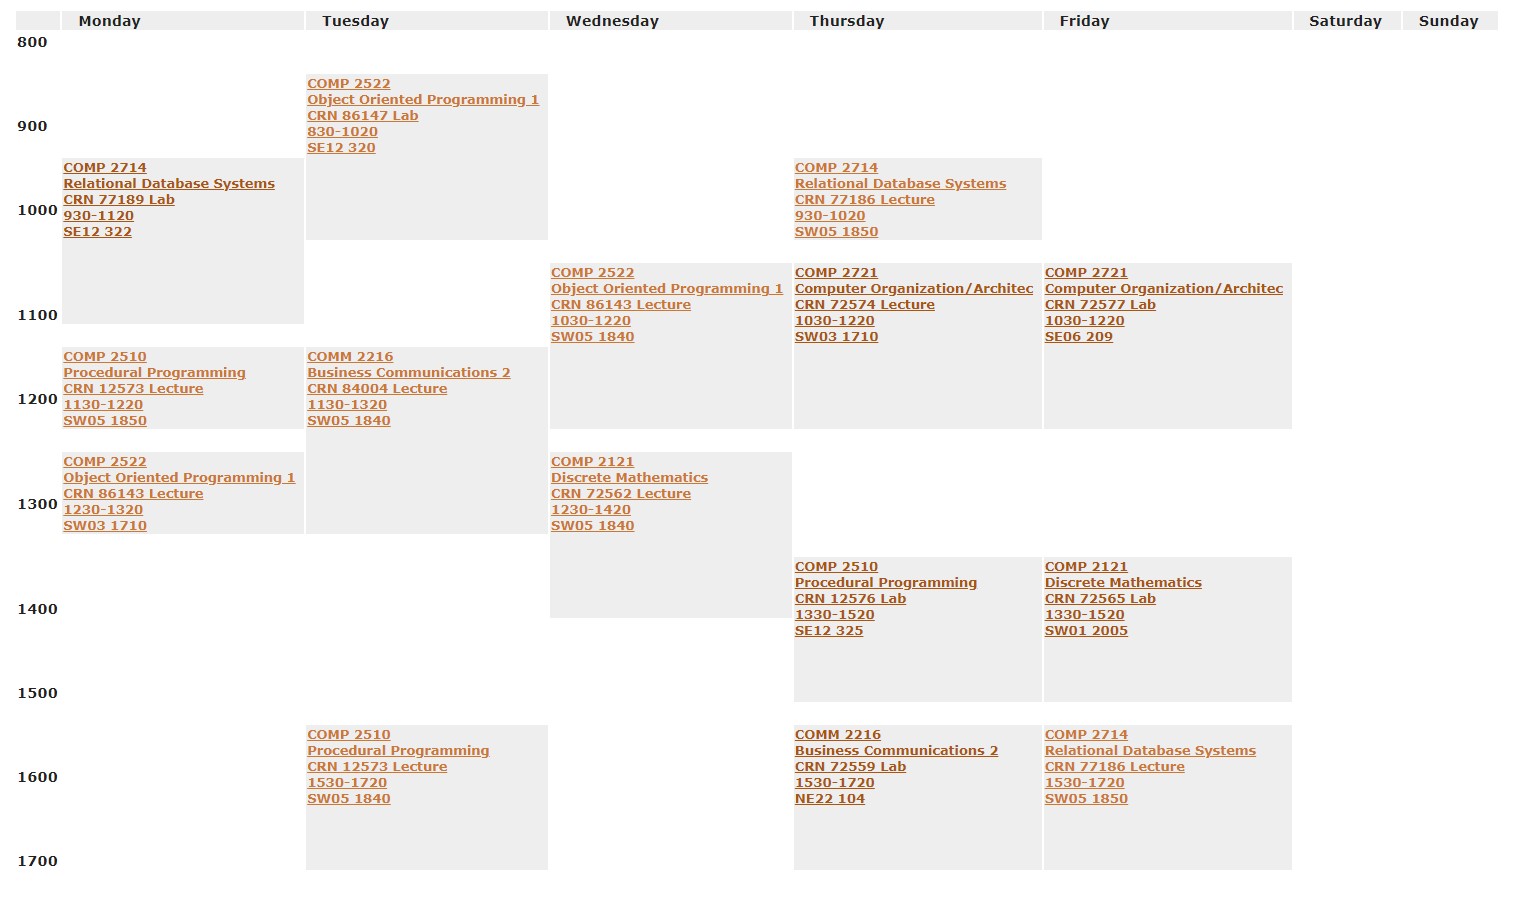 Monday Tuesday Wednesday Thursday Friday Saturday Sunday
800
COMP 2522
Object Oriented Programming 1
CRN 86147 Lab
830-1020
SE12 320
900
COMP 2714
Relational Database Systems
CRN 77189 Lab
930-1120
SE12 322
COMP 2714
Relational Database Systems
CRN 77186 Lecture
930-1020
SW05 1850
1000
COMP 2522
Object Oriented Programming 1
CRN 86143 Lecture
1030-1220
SW05 1840
COMP 2721
Computer Organization/Architec
CRN 72574 Lecture
1030-1220
SW03 1710
COMP 2721
Computer Organization/Architec
CRN 72577 Lab
1030-1220
SE06 209
1100
COMP 2510
Procedural Programming
CRN 12573 Lecture
1130-1220
SW05 1850
COMM 2216
Business Communications 2
CRN 84004 Lecture
1130-1320
SW05 1840
1200
COMP 2522
Object Oriented Programming 1
CRN 86143 Lecture
1230-1320
SW03 1710
COMP 2121
Discrete Mathematics
CRN 72562 Lecture
1230-1420
SW05 1840
1300
COMP 2510
Procedural Programming
CRN 12576 Lab
1330-1520
SE12 325
COMP 2121
Discrete Mathematics
CRN 72565 Lab
1330-1520
SW01 2005
1400
1500
COMP 2510
Procedural Programming
CRN 12573 Lecture
1530-1720
SW05 1840
COMM 2216
Business Communications 2
CRN 72559 Lab
1530-1720
NE22 104
COMP 2714
Relational Database Systems
CRN 77186 Lecture
1530-1720
SW05 1850
1600
1700